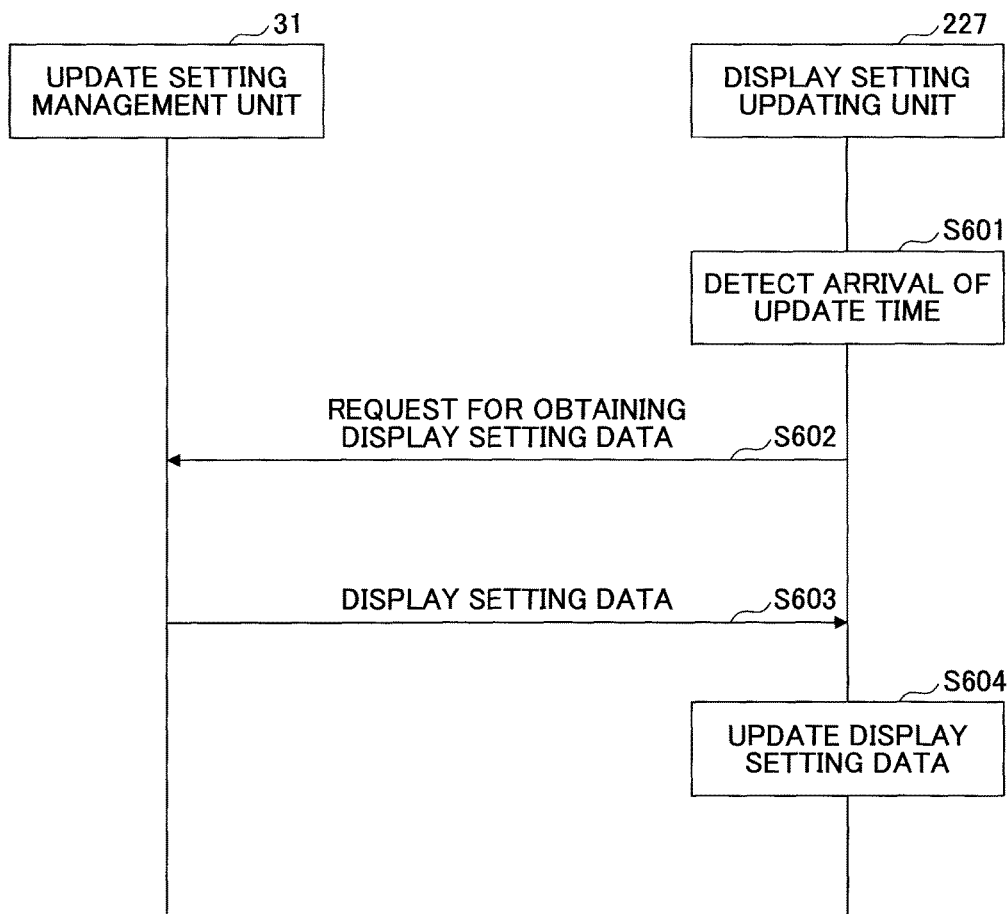 31
UPDATE SETTING
MANAGEMENT UNIT
227
DISPLAY SETTING
UPDATING UNIT
S601
DETECT ARRIVAL OF
UPDATE TIME
REQUEST FOR OBTAINING
DISPLAY SETTING DATA
S602
DISPLAY SETTING DATA
S603
S604
UPDATE DISPLAY
SETTING DATA